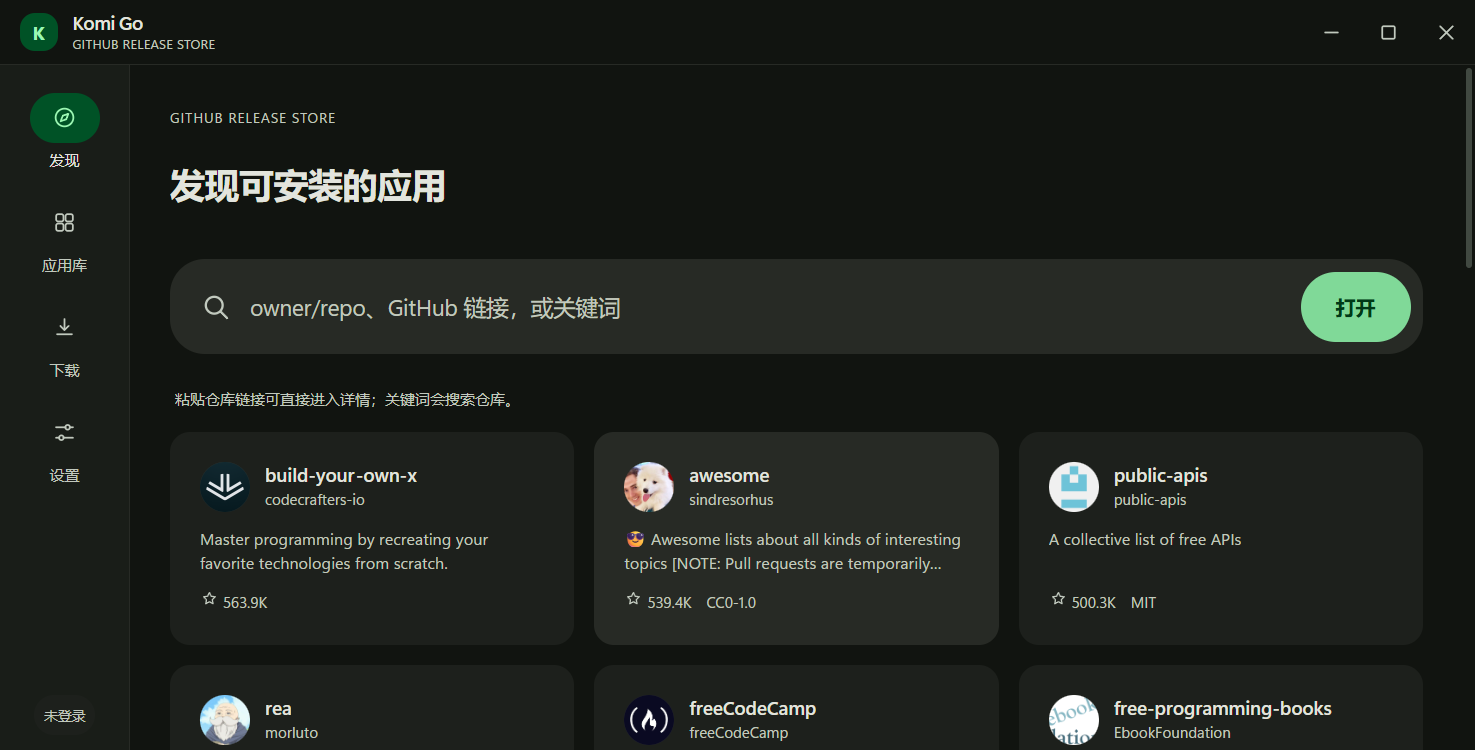 K
Komi Go
GITHUB RELEASE STORE
发现
应用库
下载
设置
未登录
GITHUB RELEASE STORE
发现可安装的应用
owner/repo、GitHub 链接，或关键词
打开
粘贴仓库链接可直接进入详情；关键词会搜索仓库。
build-your-own-x
codecrafters-io
Master programming by recreating your
favorite technologies from scratch.
563.9K
awesome
sindresorhus
😎 Awesome lists about all kinds of interesting
topics [NOTE: Pull requests are temporarily...
539.4K CC0-1.0
public-apis
public-apis
A collective list of free APIs
500.3K MIT
rea
morluto
freeCodeCamp
freeCodeCamp
free-programming-books
EbookFoundation